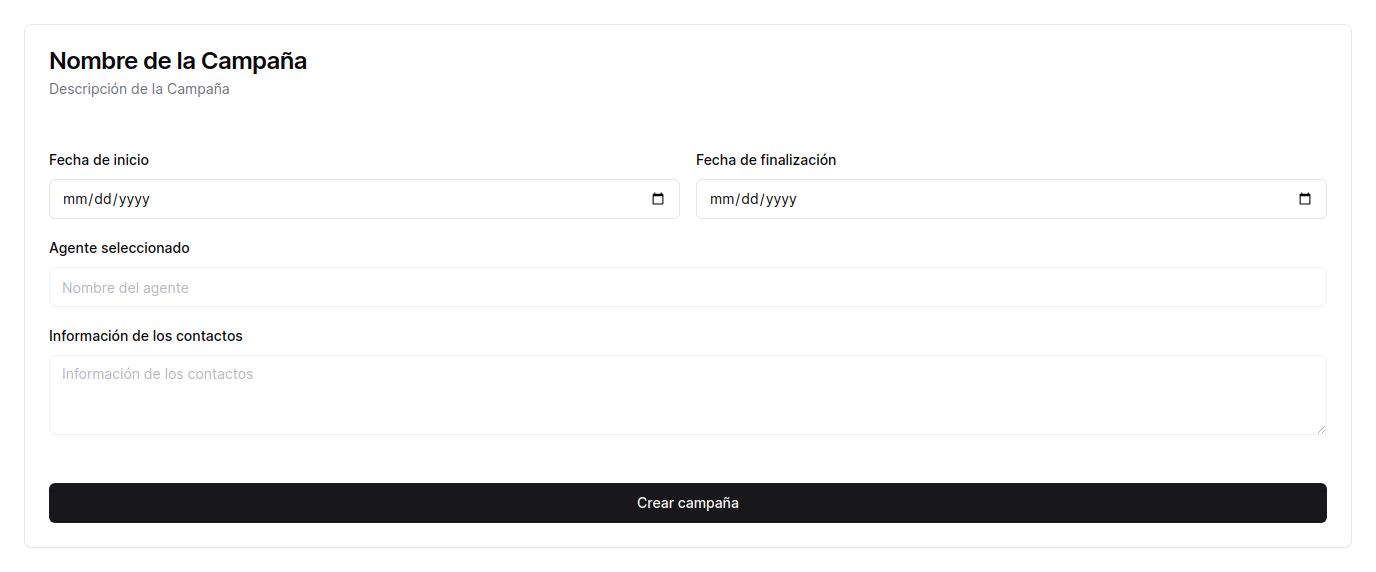 Nombre de la Campaña
Descripción de la Campaña
Fecha de inicio
Fecha de finalización
mm/dd/yyyy
mm/dd/yyyy
Agente seleccionado
Nombre del agente
Información de los contactos
Información de los contactos
Crear campaña